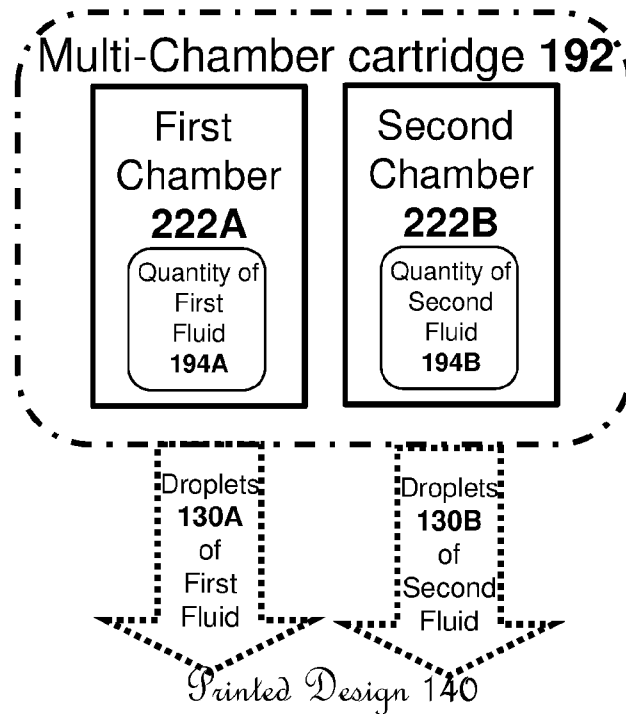 Multi-Chamber cartridge 192
First
Chamber
222A
Quantity of
First
Fluid
194A
Second
Chamber
222B
Quantity of
Second
Fluid
194B
Droplets
130A
of
First
Fluid
Droplets
130B
of
Second
Fluid
Printed Design 140